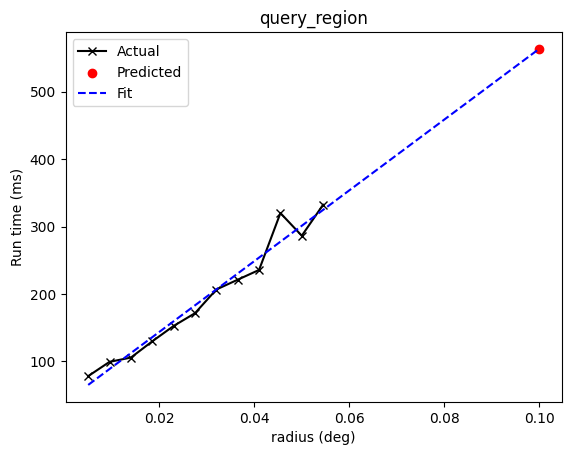 query_region
Actual
Predicted
Fit
Run time (ms)
500
400
300
200
100
0.02
0.04
0.06
0.08
0.10
radius (deg)